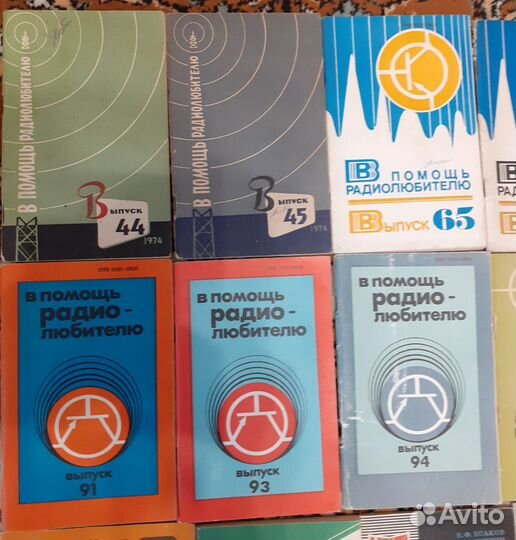 В ПОМОЩЬ РАДИОЛЮБИТЕЛЮ
Выпуск
44
1974
В ПОМОЩЬ РАДИОЛЮБИТЕЛЮ
Выпуск
45
1974
В ПОМОЩЬ
РАДИОЛЮБИТЕЛЮ
Выпуск 65
В ПОМОЩЬ
РАДИО-
ЛЮБИТЕЛЮ
ВЫПУСК
91
В ПОМОЩЬ
РАДИО-
ЛЮБИТЕЛЮ
ВЫПУСК
93
В ПОМОЩЬ
РАДИО-
ЛЮБИТЕЛЮ
ВЫПУСК
94
В.Ф. ЕСАКОВ
Avito